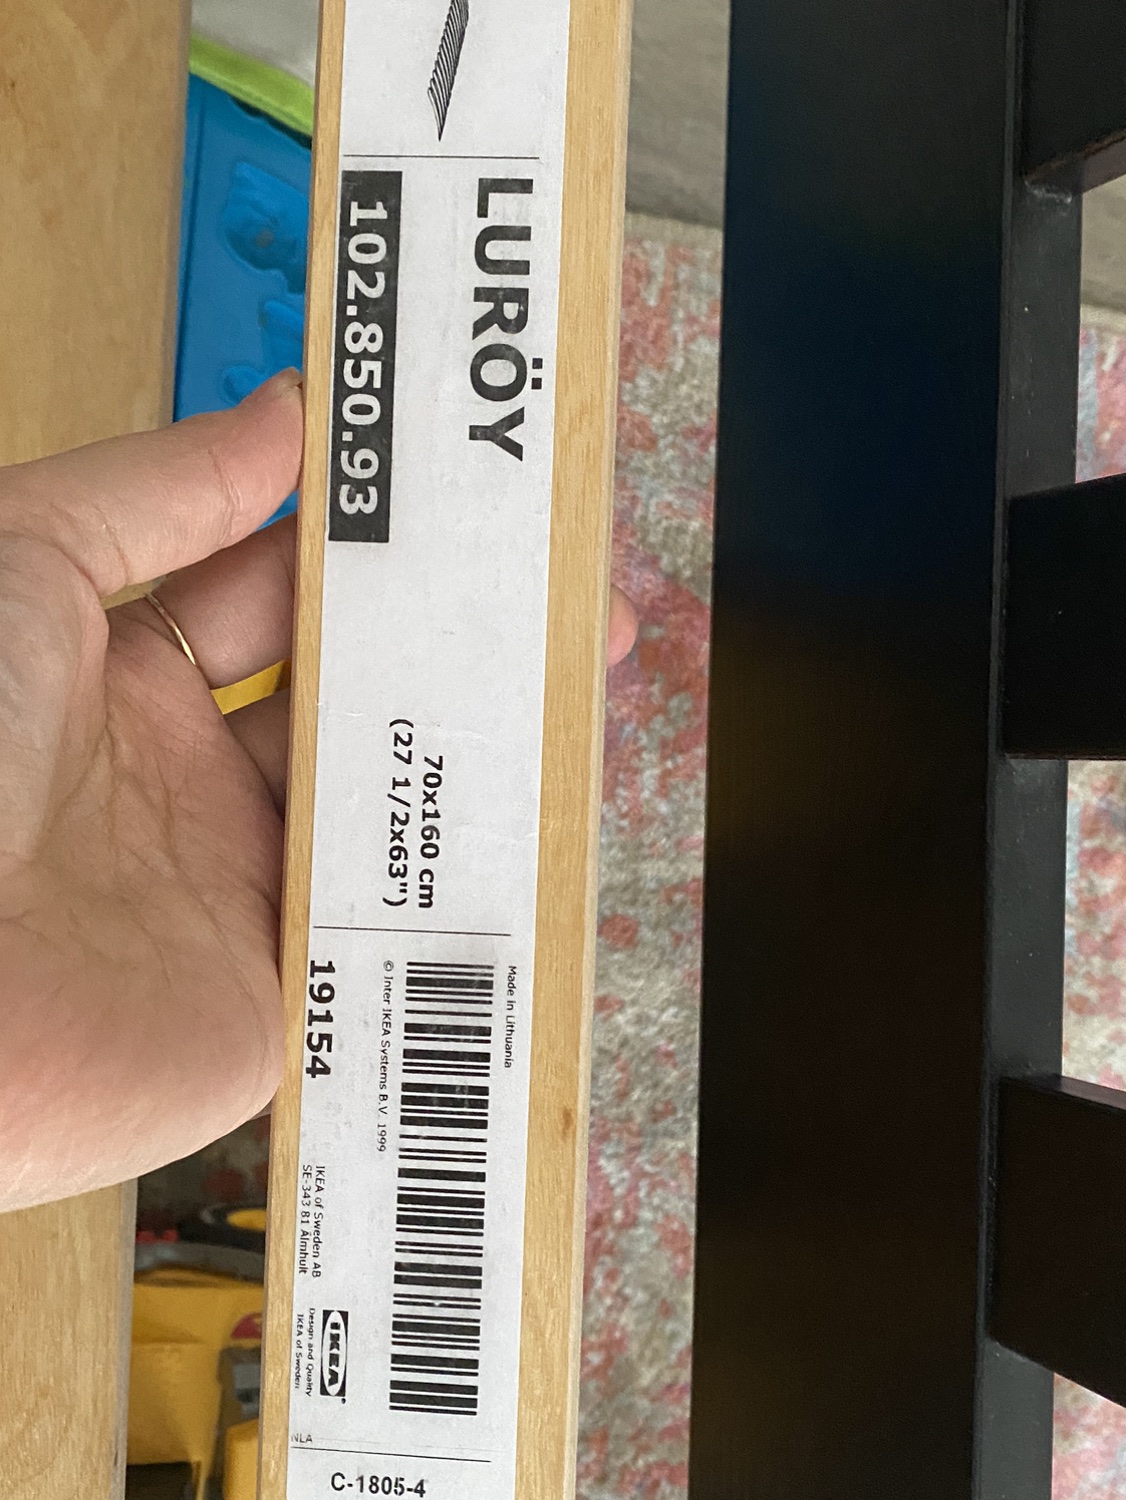 LURÖY
102.850.93
70x160 cm
(27 1/2x63")
Made in Lithuania
© Inter IKEA Systems B.V. 1999
19154
IKEA of Sweden AB
SE-343 81 Älmhult
IKEA®
Design and Quality
IKEA of Sweden
NLA
C-1805-4